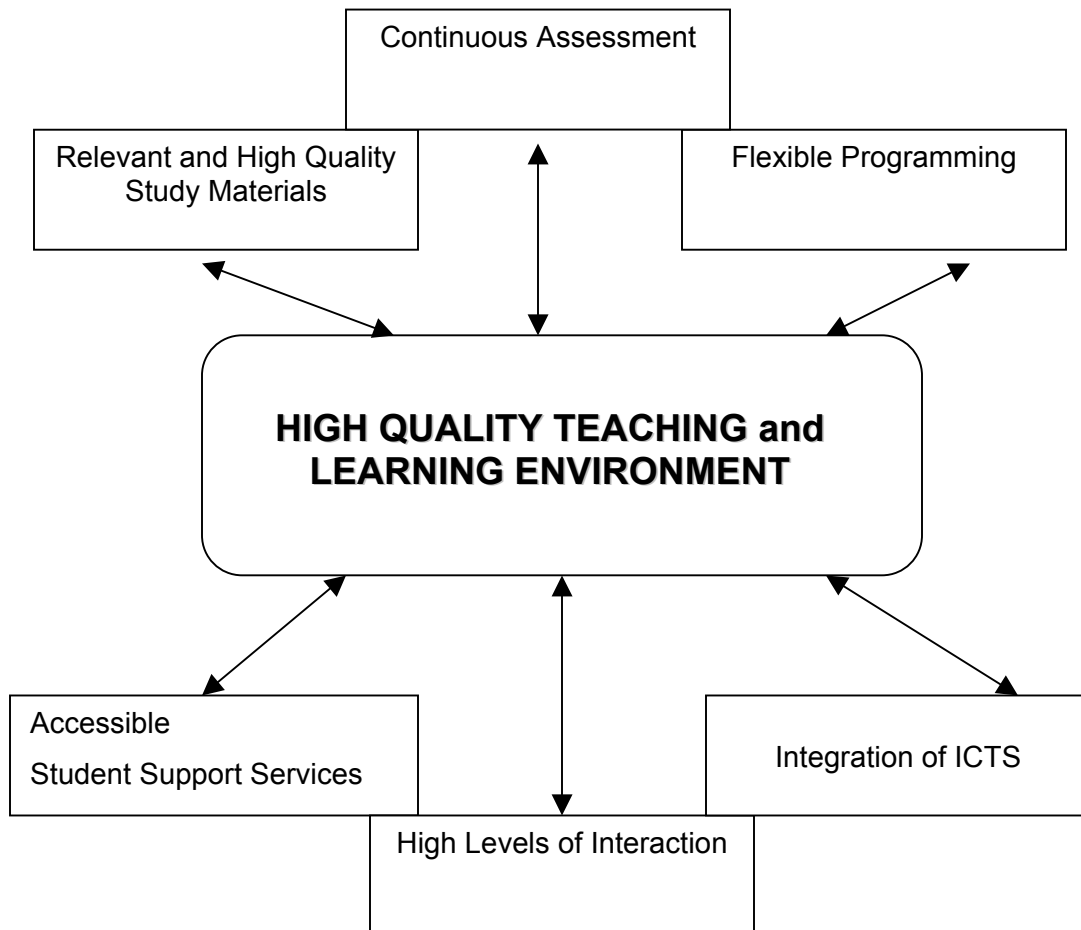 Continuous Assessment
Relevant and High Quality
Study Materials
Flexible Programming
HIGH QUALITY TEACHING and
LEARNING ENVIRONMENT
Accessible
Student Support Services
Integration of ICTS
High Levels of Interaction